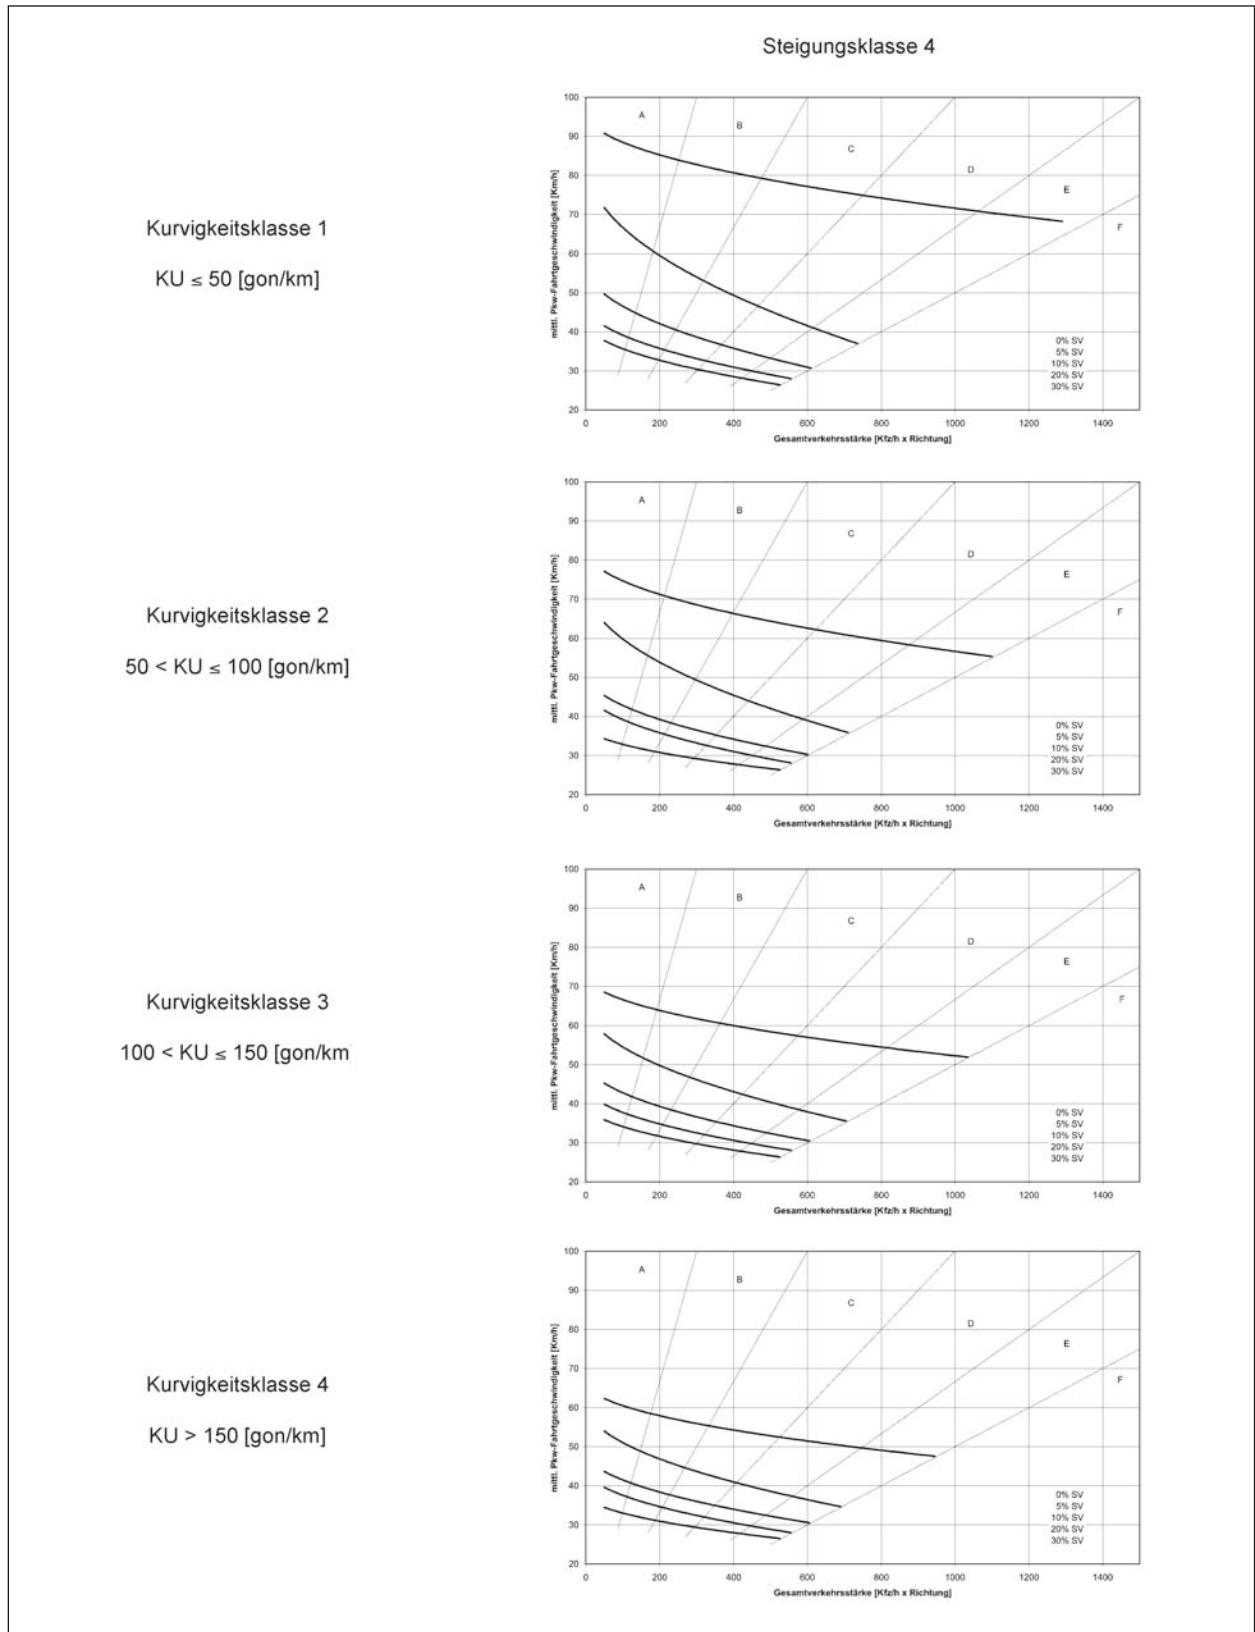 Steigungsklasse 4
Kurvigkeitsklasse 1
KU ≤ 50 [gon/km]
mittl. Pkw-Fahrtgeschwindigkeit [Km/h]
100
90
80
70
60
50
40
30
20
A
B
C
D
E
F
0% SV
5% SV
10% SV
20% SV
30% SV
0 200 400 600 800 1000 1200 1400
Gesamtverkehrsstärke [Kfz/h x Richtung]
Kurvigkeitsklasse 2
50 < KU ≤ 100 [gon/km]
mittl. Pkw-Fahrtgeschwindigkeit [Km/h]
100
90
80
70
60
50
40
30
20
A
B
C
D
E
F
0% SV
5% SV
10% SV
20% SV
30% SV
0 200 400 600 800 1000 1200 1400
Gesamtverkehrsstärke [Kfz/h x Richtung]
Kurvigkeitsklasse 3
100 < KU ≤ 150 [gon/km
mittl. Pkw-Fahrtgeschwindigkeit [Km/h]
100
90
80
70
60
50
40
30
20
A
B
C
D
E
F
0% SV
5% SV
10% SV
20% SV
30% SV
0 200 400 600 800 1000 1200 1400
Gesamtverkehrsstärke [Kfz/h x Richtung]
Kurvigkeitsklasse 4
KU > 150 [gon/km]
mittl. Pkw-Fahrtgeschwindigkeit [Km/h]
100
90
80
70
60
50
40
30
20
A
B
C
D
E
F
0% SV
5% SV
10% SV
20% SV
30% SV
0 200 400 600 800 1000 1200 1400
Gesamtverkehrsstärke [Kfz/h x Richtung]